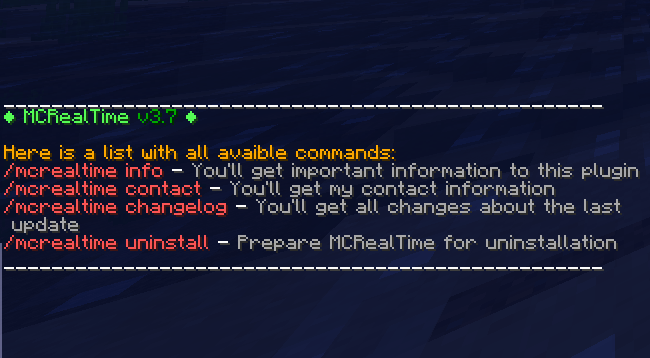 ♦ MCRealTime v3.7 ♦
Here is a list with all avaible commands:
/mcrealtime info - You'll get important information to this plugin
/mcrealtime contact - You'll get my contact information
/mcrealtime changelog - You'll get all changes about the last
update
/mcrealtime uninstall - Prepare MCRealTime for uninstallation